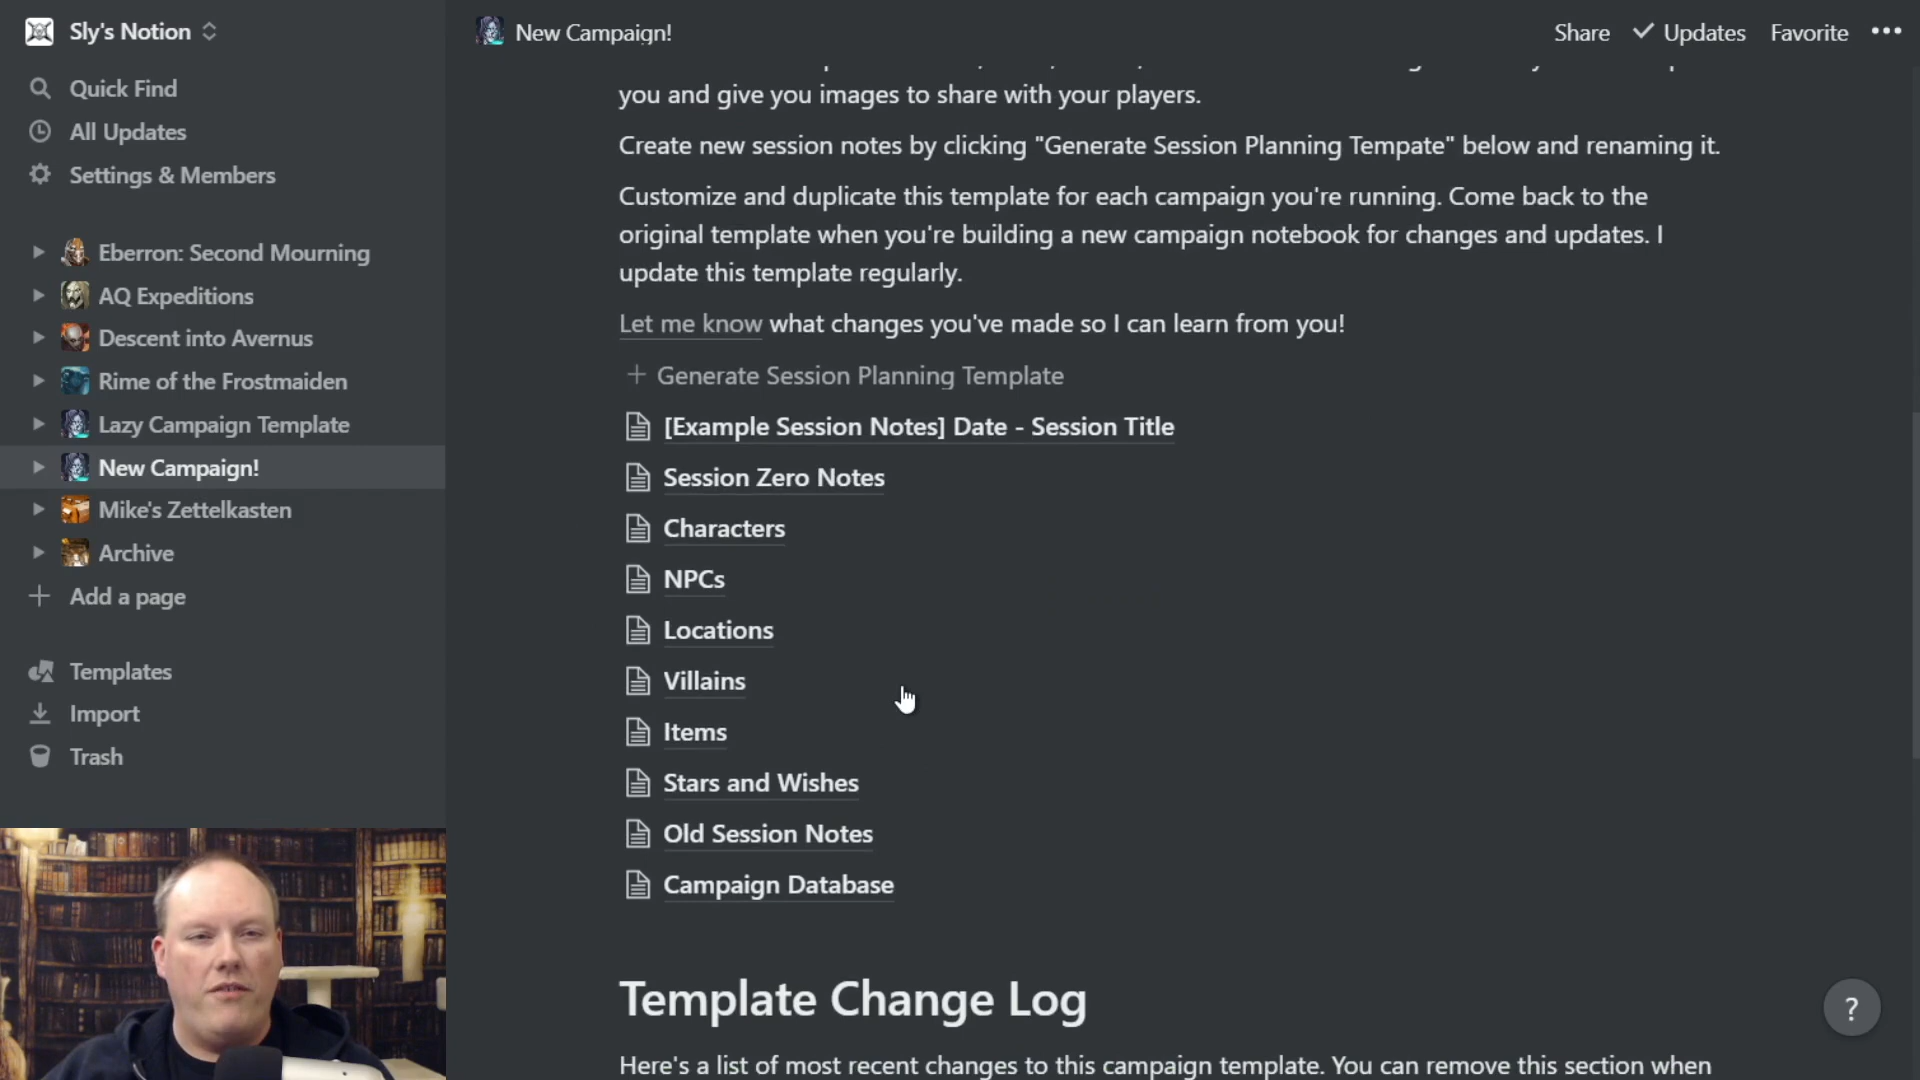 Sly's Notion
Quick Find
All Updates
Settings & Members
Eberron: Second Mourning
AQ Expeditions
Descent into Avernus
Rime of the Frostmaiden
Lazy Campaign Template
New Campaign!
Mike's Zettelkasten
Archive
Add a page
Templates
Import
Trash
New Campaign!
Share
Updates
Favorite
you and give you images to share with your players.
Create new session notes by clicking "Generate Session Planning Tempate" below and renaming it.
Customize and duplicate this template for each campaign you're running. Come back to the
original template when you're building a new campaign notebook for changes and updates. I
update this template regularly.
Let me know what changes you've made so I can learn from you!
Generate Session Planning Template
[Example Session Notes] Date - Session Title
Session Zero Notes
Characters
NPCs
Locations
Villains
Items
Stars and Wishes
Old Session Notes
Campaign Database
Template Change Log
Here's a list of most recent changes to this campaign template. You can remove this section when
?